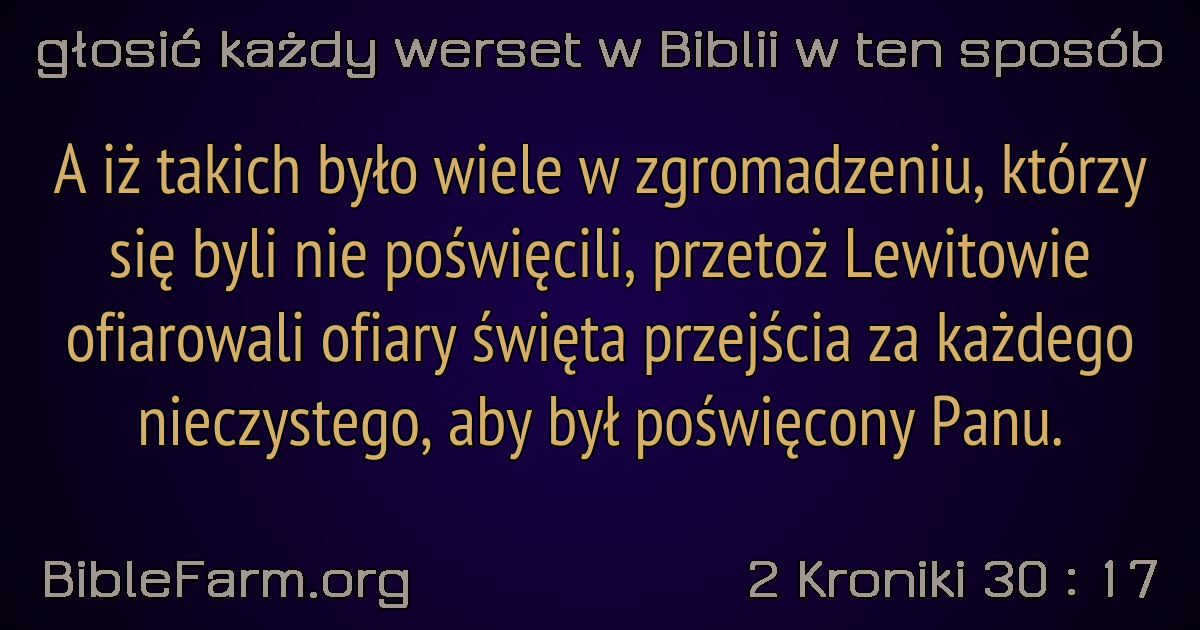 głosić każdy werset w Biblii w ten sposób
A iż takich było wiele w zgromadzeniu, którzy
się byli nie poświęcili, przetoż Lewitowie
ofiarowali ofiary święta przejścia za każdego
nieczystego, aby był poświęcony Panu.
BibleFarm.org
2 Kroniki 30 : 17